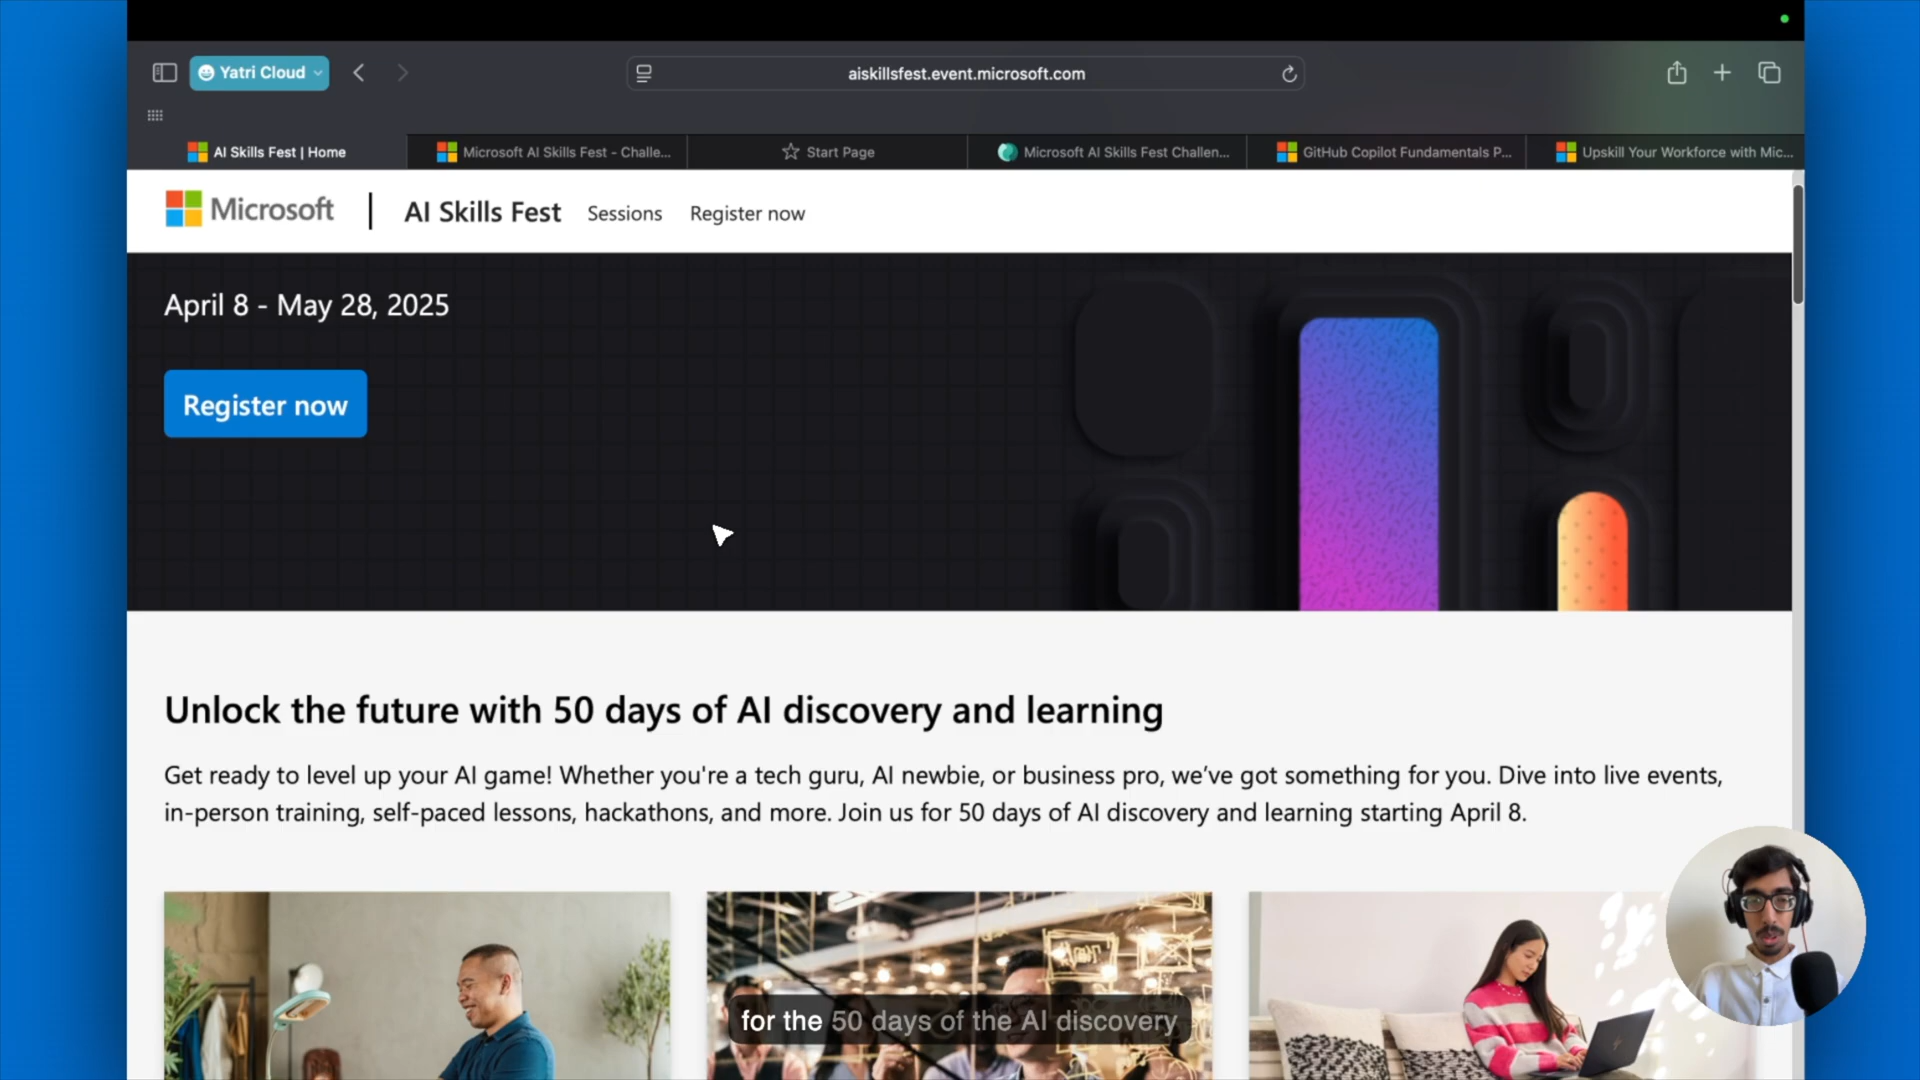 Yatri Cloud
aiskillsfest.event.microsoft.com
AI Skills Fest | Home
Microsoft AI Skills Fest - Challe...
Start Page
Microsoft AI Skills Fest Challen...
GitHub Copilot Fundamentals P...
Upskill Your Workforce with Mic...
Microsoft
AI Skills Fest
Sessions
Register now
April 8 - May 28, 2025
Register now
Unlock the future with 50 days of AI discovery and learning
Get ready to level up your AI game! Whether you're a tech guru, AI newbie, or business pro, we’ve got something for you. Dive into live events,
in-person training, self-paced lessons, hackathons, and more. Join us for 50 days of AI discovery and learning starting April 8.
for the 50 days of the AI discovery